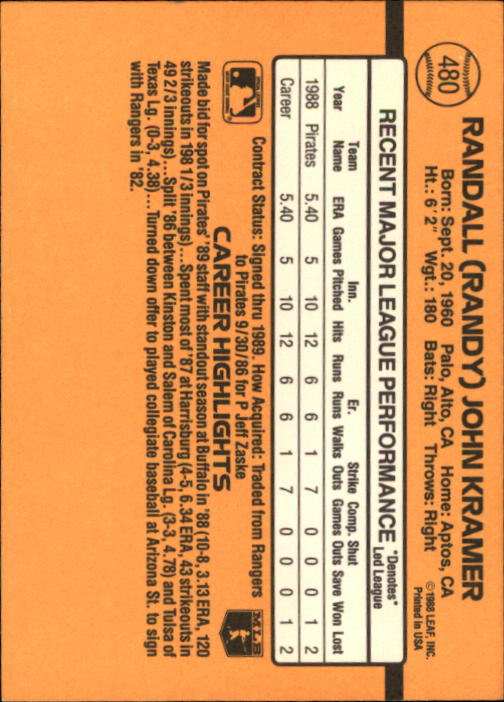 480
RANDALL (RANDY) JOHN KRAMER
Born: Sept. 20, 1960 Palo, Alto, CA Home: Aptos, CA
Ht.: 6' 2" Wgt.: 180 Bats: Right Throws: Right
©1988 LEAF, INC.
Printed in USA
RECENT MAJOR LEAGUE PERFORMANCE
"Denotes"
Led League
Inn. Er. Strike Comp. Shut
Year Team Name ERA Games Pitched Hits Runs Runs Walks Outs Games Outs Save Won Lost
1988 Pirates 5.40 5 10 12 6 6 1 7 0 0 0 1 2
Career 5.40 5 10 12 6 6 1 7 0 0 0 1 2
Contract Status: Signed thru 1989. How Acquired: Traded from Rangers
to Pirates 9/30/86 for P Jeff Zaske
MLB
CAREER HIGHLIGHTS
Made bid for spot on Pirates' '89 staff with standout season at Buffalo in '88 (10-8, 3.13 ERA, 120
strikeouts in 198 1/3 innings)...Spent most of '87 at Harrisburg (4-5, 6.34 ERA, 43 strikeouts in
49 2/3 innings)...Split '86 between Kinston and Salem of Carolina Lg. (3-3, 4.78) and Tulsa of
Texas Lg. (0-3, 4.38)...Turned down offer to played collegiate baseball at Arizona St. to sign
with Rangers in '82.